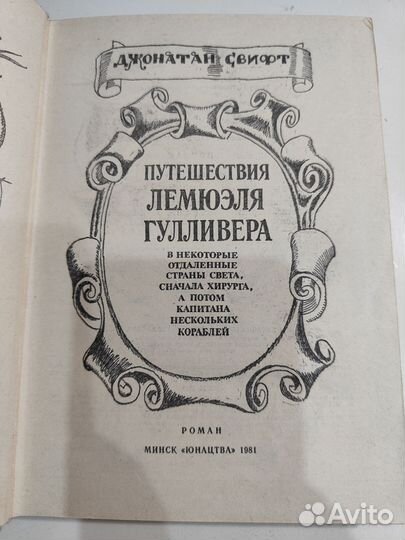 ДЖОНАТАН СВИФТ
ПУТЕШЕСТВИЯ
ЛЕМЮЭЛЯ
ГУЛЛИВЕРА
В НЕКОТОРЫЕ
ОТДАЛЕННЫЕ
СТРАНЫ СВЕТА,
СНАЧАЛА ХИРУРГА,
А ПОТОМ
КАПИТАНА
НЕСКОЛЬКИХ
КОРАБЛЕЙ
РОМАН
МИНСК «ЮНАЦТВА» 1981
Avito